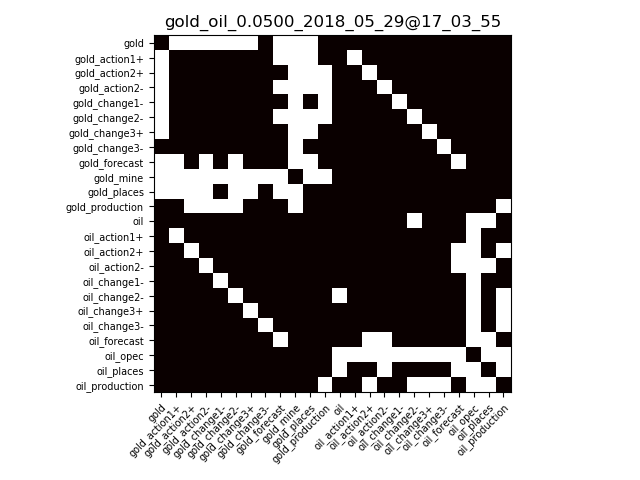 gold_oil_0.0500_2018_05_29@17_03_55
gold
gold_action1+
gold_action2+
gold_action2-
gold_change1-
gold_change2-
gold_change3+
gold_change3-
gold_forecast
gold_mine
gold_places
gold_production
oil
oil_action1+
oil_action2+
oil_action2-
oil_change1-
oil_change2-
oil_change3+
oil_change3-
oil_forecast
oil_opec
oil_places
oil_production
gold
gold_action1+
gold_action2+
gold_action2-
gold_change1-
gold_change2-
gold_change3+
gold_change3-
gold_forecast
gold_mine
gold_places
gold_production
oil
oil_action1+
oil_action2+
oil_action2-
oil_change1-
oil_change2-
oil_change3+
oil_change3-
oil_forecast
oil_opec
oil_places
oil_production